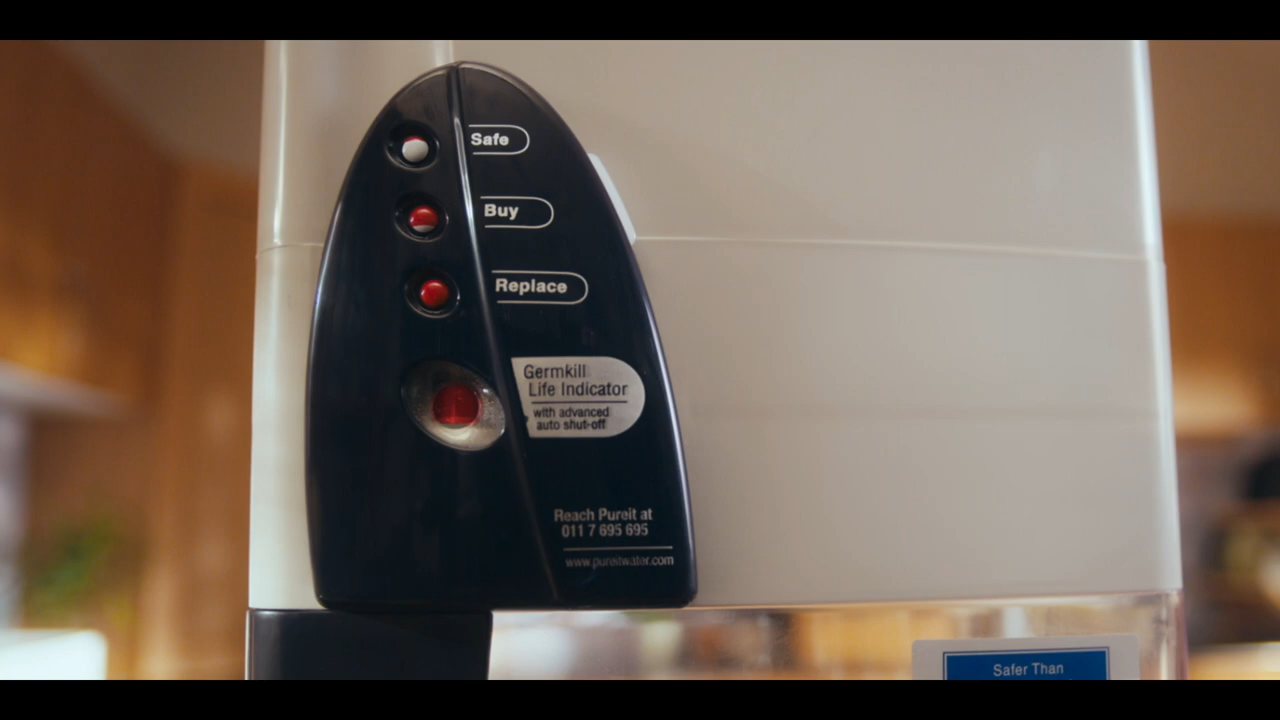 Safe
Buy
Replace
Germkill
Life Indicator
with advanced
auto shut-off
Reach Pureit at
011 7 695 695
www.pureitwater.com
Safer Than